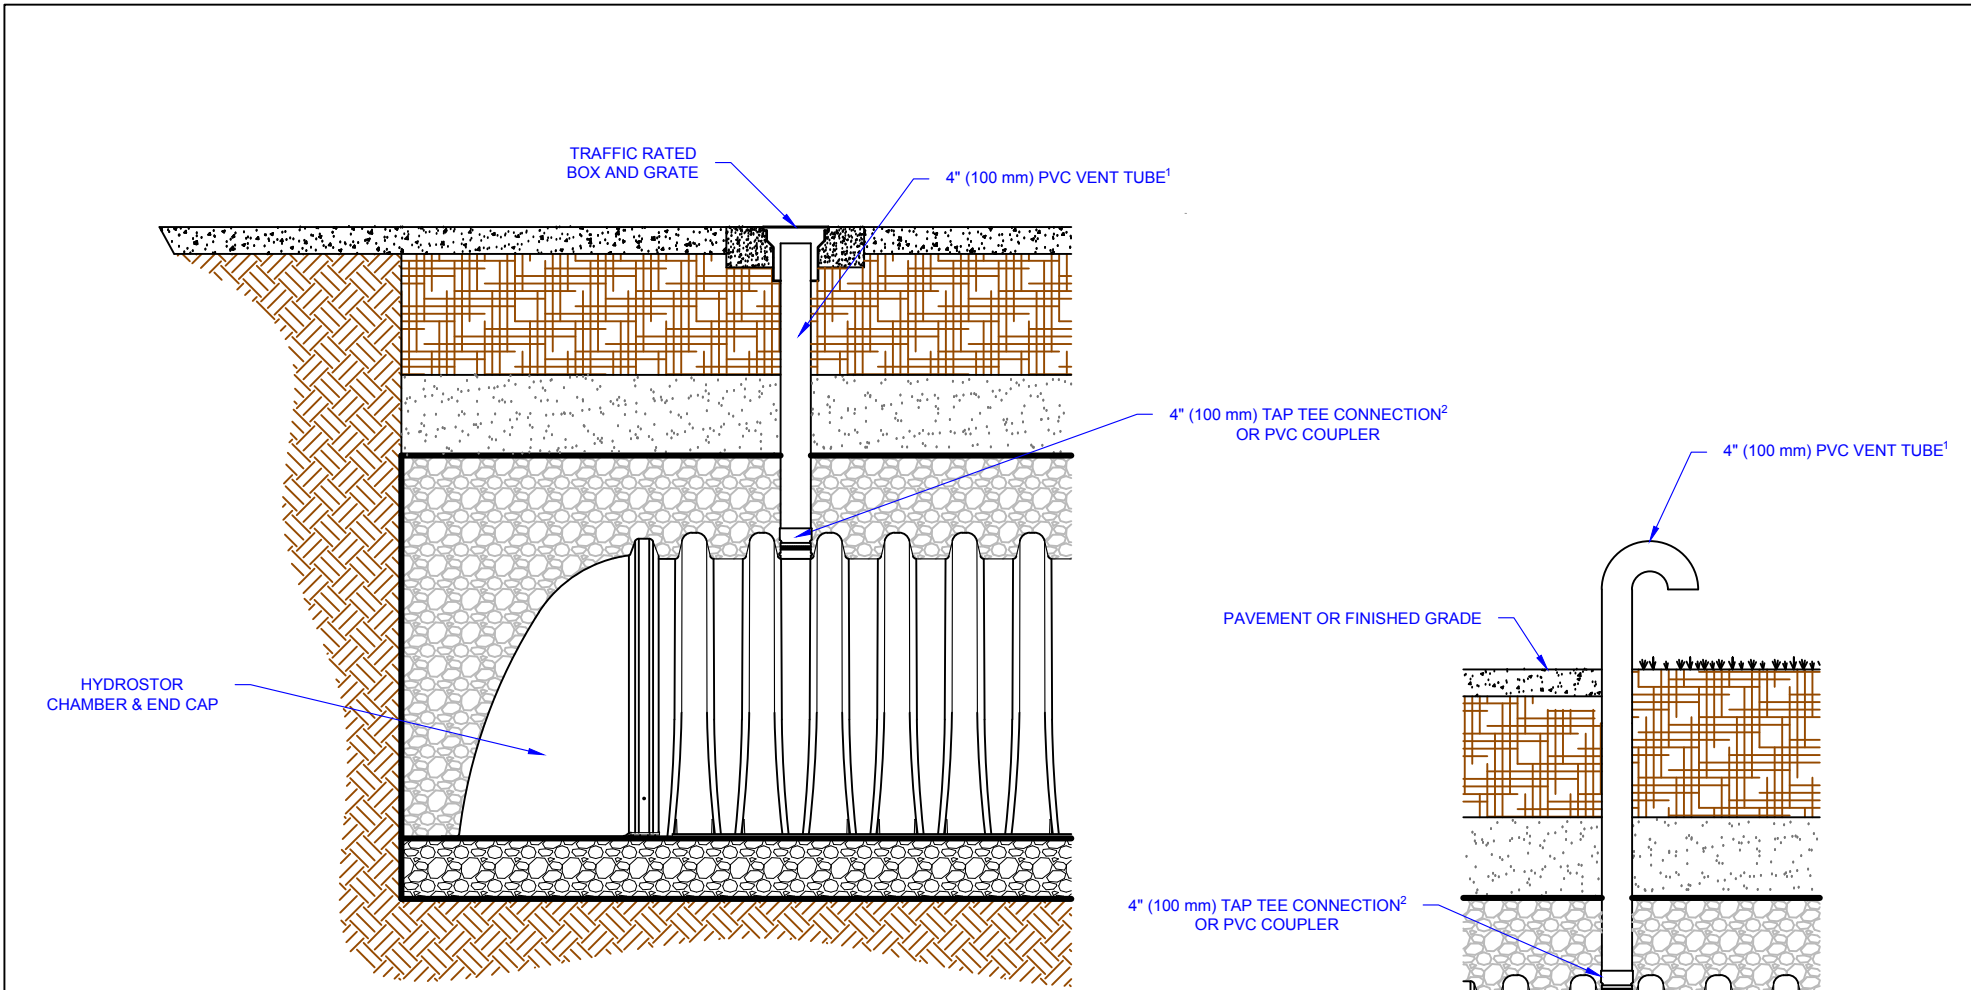 TRAFFIC RATED
BOX AND GRATE
4" (100 mm) PVC VENT TUBE¹
4" (100 mm) TAP TEE CONNECTION²
OR PVC COUPLER
HYDROSTOR
CHAMBER & END CAP
4" (100 mm) PVC VENT TUBE¹
PAVEMENT OR FINISHED GRADE
4" (100 mm) TAP TEE CONNECTION²
OR PVC COUPLER